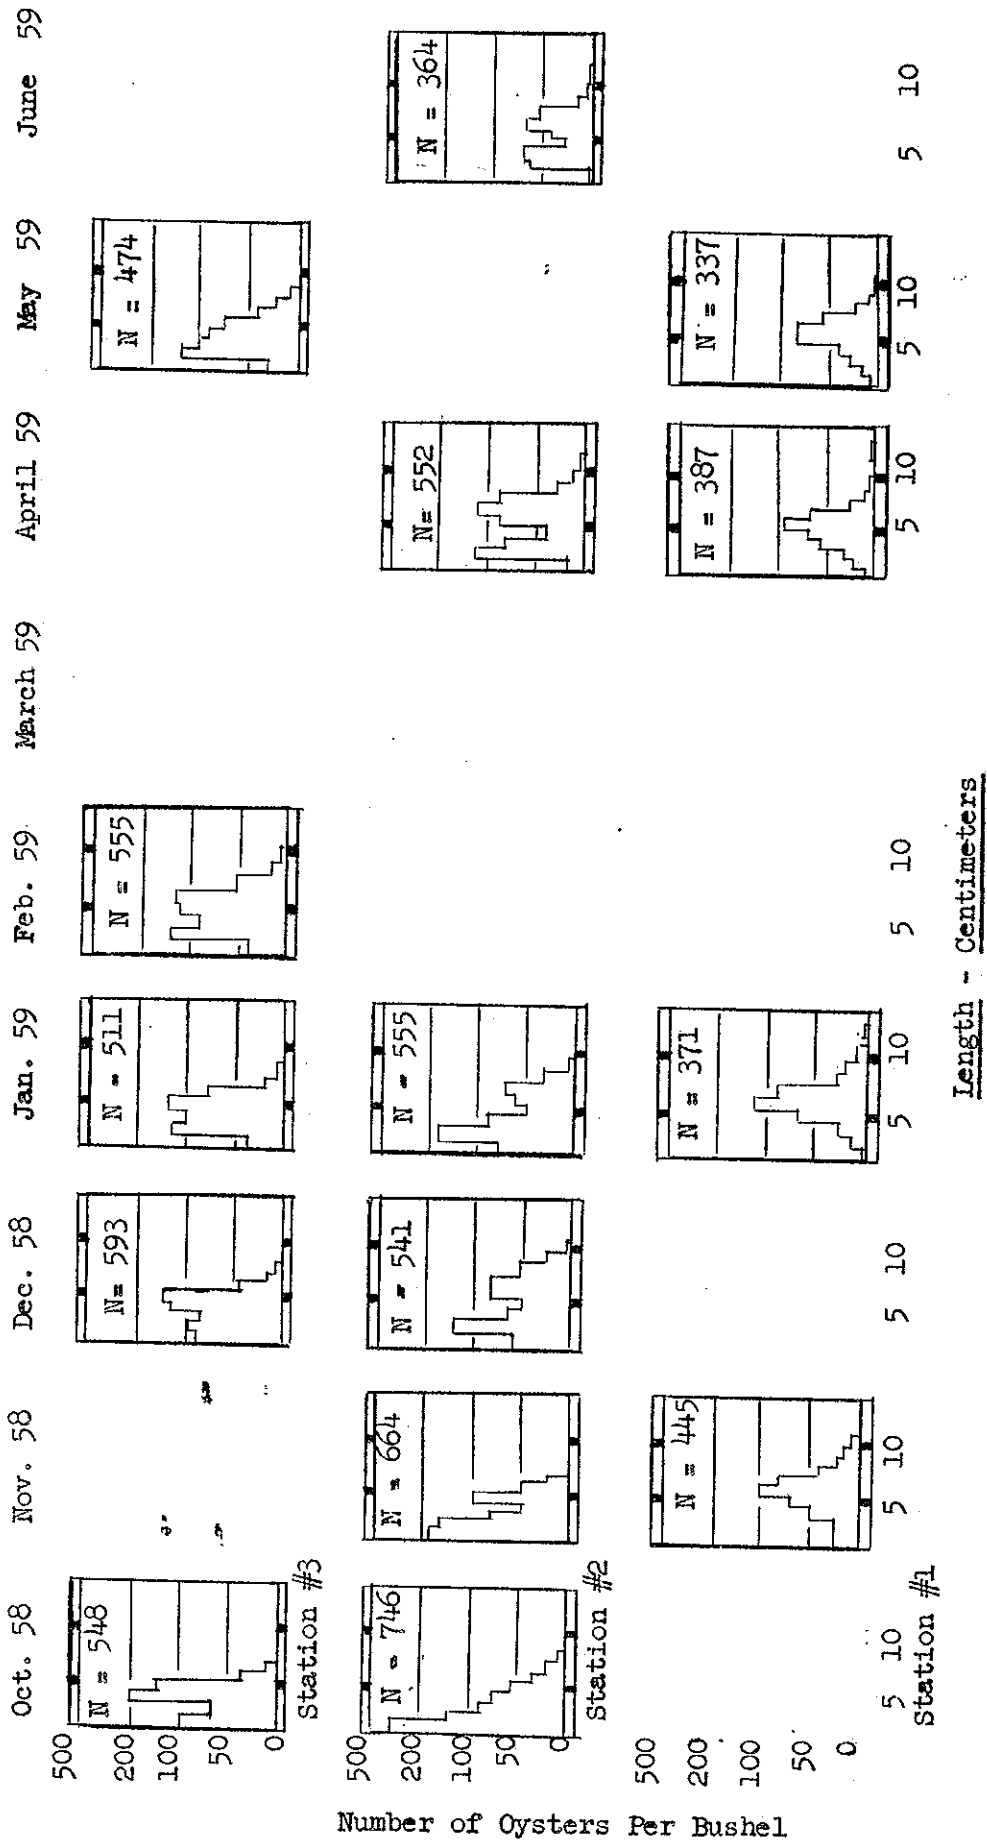 Oct. 58 Nov. 58 Dec. 58 Jan. 59 Feb. 59 March 59 April 59 May 59 June 59
500
200
100
50
0
N = 548
N= 593
N = 511
N = 555
N = 474
Station #3
500
200
100
50
0
N = 746
N = 664
N = 541
N = 555
N= 552
N = 364
Station #2
500
200
100
50
0
N = 445
N = 371
N = 387
N = 337
5 10 5 10 5 10 5 10 5 10 5 10 5 10 5 10
Station #1
Length - Centimeters
Number of Oysters Per Bushel